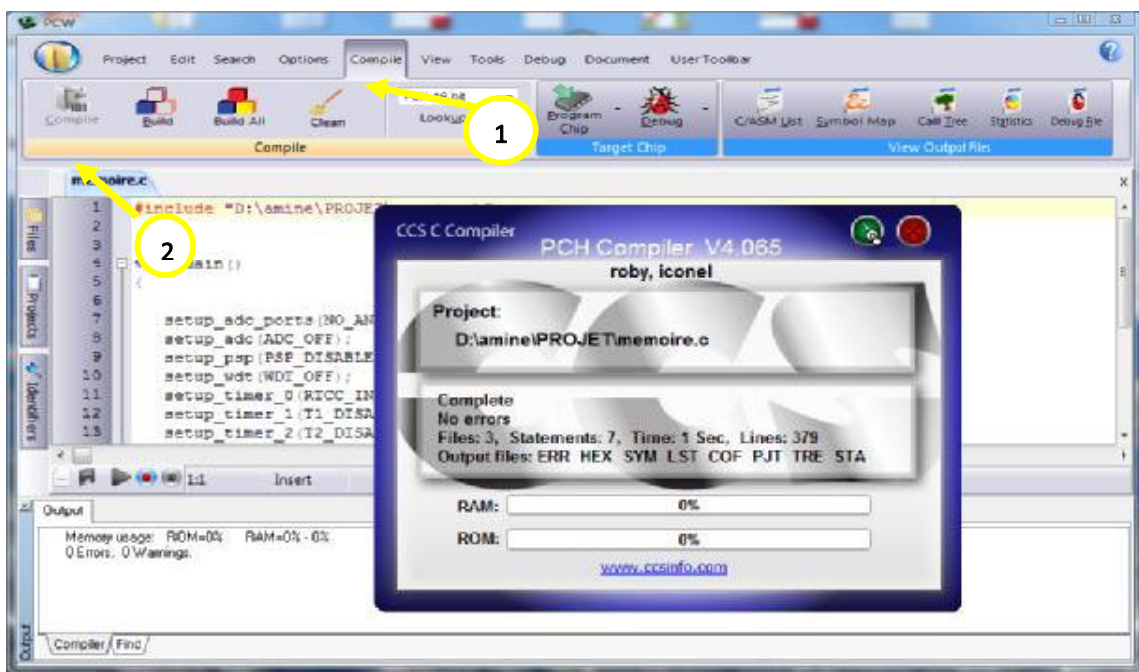 PCW
Project Edit Search Options Compile View Tools Debug Document User Toolbar
Compile Build Build All Clean Program Chip Debug C/ASM List Symbol Map Call Tree Statistics Debug File
Compile Target Chip View Output Files
1
2
Files
Projects
Identifiers
1 #include "D:\amine\PROJET
2
3
4 main()
5 {
6
7 setup_adc_ports(NO_AN
8 setup_adc(ADC_OFF);
9 setup_psp(PSP_DISABLE
10 setup_wdt(WDT_OFF);
11 setup_timer_0(RTCC_IN
12 setup_timer_1(T1_DISA
13 setup_timer_2(T2_DISA
1:1 Insert
CCS C Compiler
PCH Compiler V4.065
roby, iconel
Project:
D:\amine\PROJET\memoire.c
Complete
No errors
Files: 3, Statements: 7, Time: 1 Sec, Lines: 379
Output files: ERR HEX SYM LST COF PJT TRE STA
RAM: 0%
ROM: 0%
www.ccsinfo.com
Output
Memory usage: ROM=0% RAM=0% - 0%
0 Errors, 0 Warnings.
Output
Compiler Find